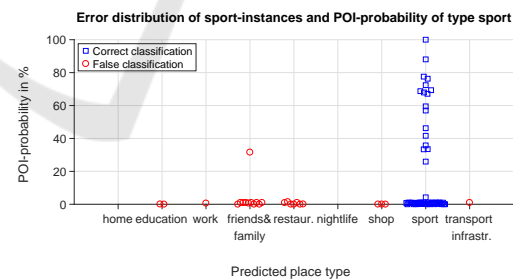 Error distribution of sport-instances and POI-probability of type sport
100
80
60
40
20
0
POI-probability in %
Correct classification
False classification
home education work friends& restaur. nightlife shop sport transport
family infrastr.
Predicted place type